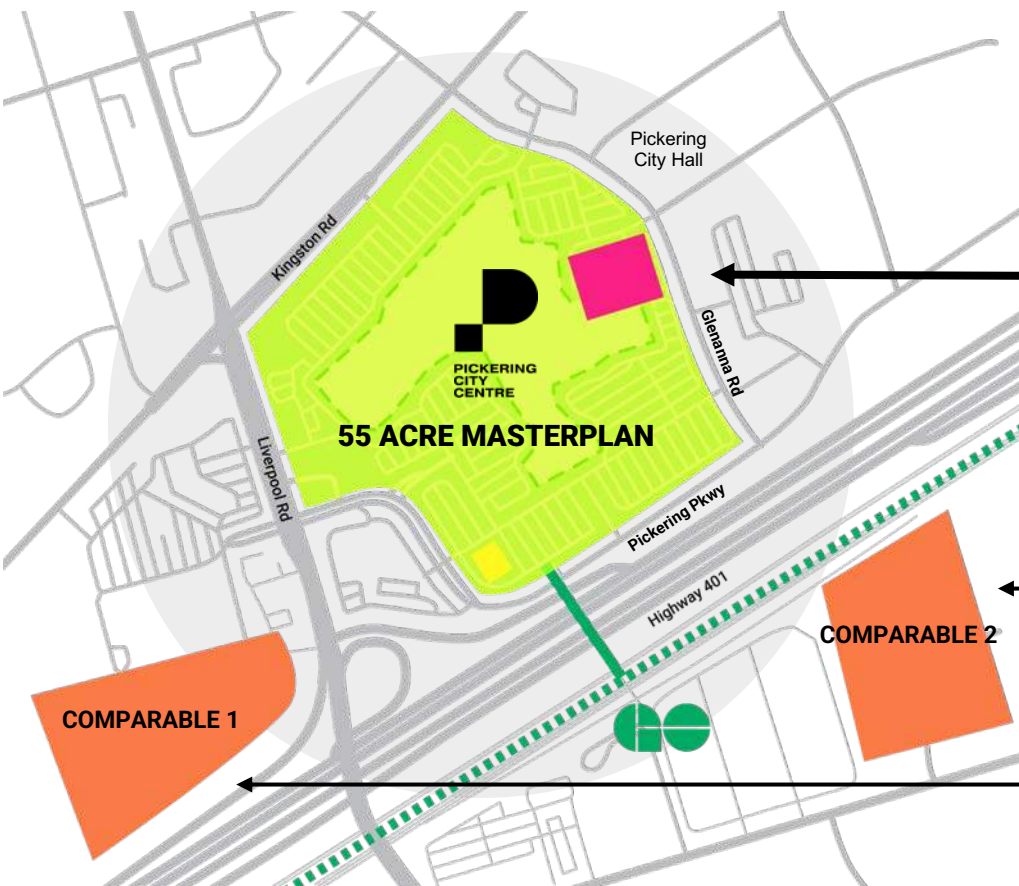 Pickering
City Hall
Kingston Rd
Glenanna Rd
PICKERING
CITY
CENTRE
55 ACRE MASTERPLAN
Liverpool Rd
Pickering Pkwy
Highway 401
COMPARABLE 2
COMPARABLE 1
GO